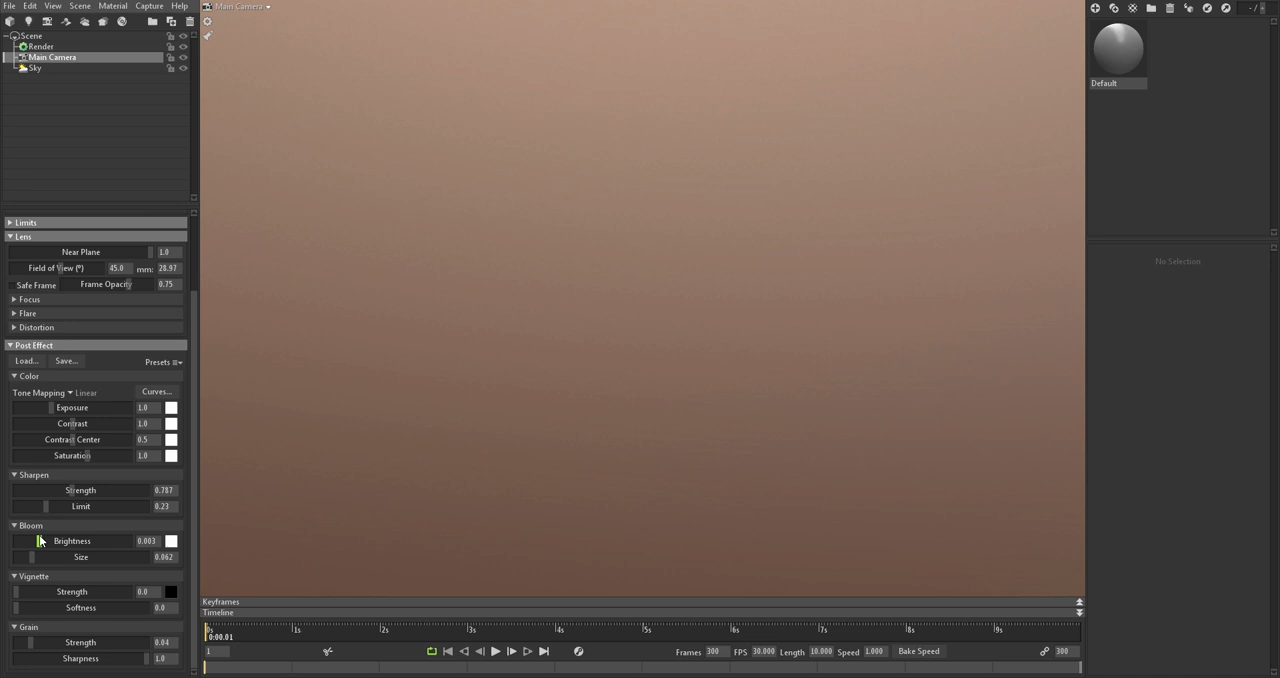 File Edit View Scene Material Capture Help
Main Camera
- / -
Scene
Render
Main Camera
Sky
Default
Limits
Lens
Near Plane 1.0
Field of View (°) 45.0 mm: 28.97
Safe Frame Frame Opacity 0.75
Focus
Flare
Distortion
Post Effect
Load... Save... Presets
Color
Tone Mapping Linear Curves...
Exposure 1.0
Contrast 1.0
Contrast Center 0.5
Saturation 1.0
Sharpen
Strength 0.787
Limit 0.23
Bloom
Brightness 0.003
Size 0.062
Vignette
Strength 0.0
Softness 0.0
Grain
Strength 0.04
Sharpness 1.0
No Selection
Keyframes
Timeline
0s 1s 2s 3s 4s 5s 6s 7s 8s 9s
0:00.01
1 Frames 300 FPS 30.000 Length 10.000 Speed 1.000 Bake Speed 300